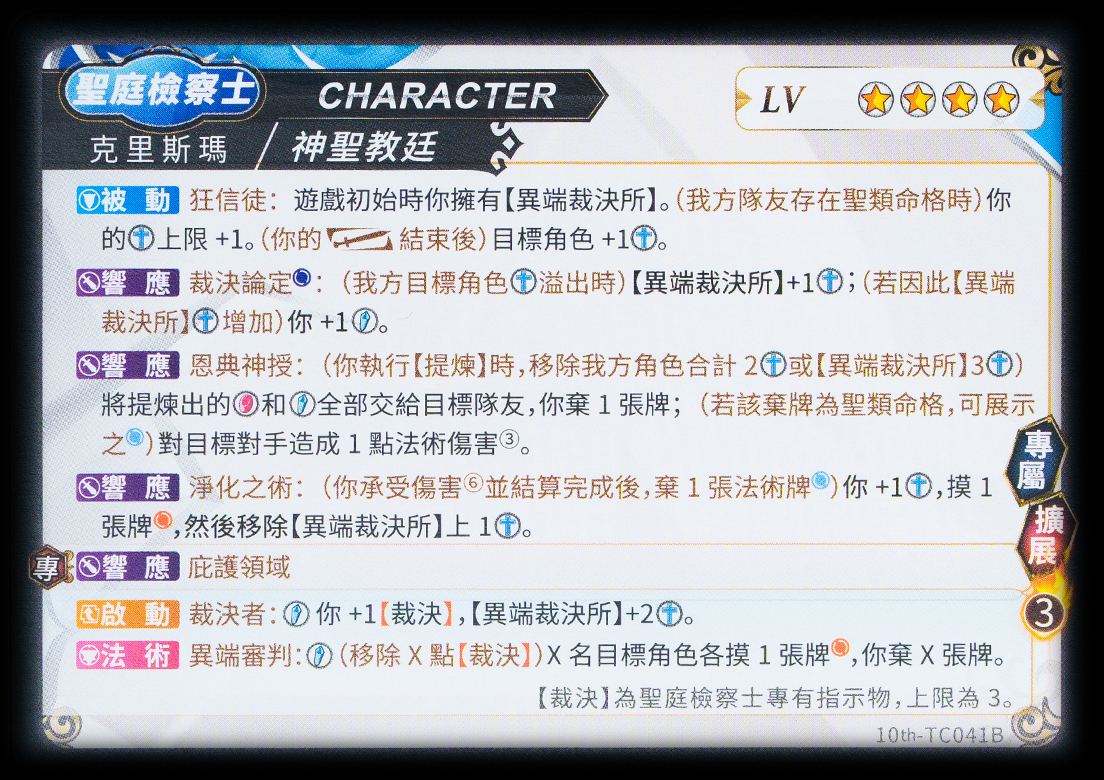 聖庭檢察士 CHARACTER LV
克里斯瑪 / 神聖教廷
被動 狂信徒：遊戲初始時你擁有【異端裁決所】。(我方隊友存在聖類命格時)你
的上限 +1。(你的結束後)目標角色 +1。
響應 裁決論定：(我方目標角色溢出時)【異端裁決所】+1；(若因此【異端
裁決所】增加)你 +1。
響應 恩典神授：(你執行【提煉】時,移除我方角色合計 2或【異端裁決所】3)
將提煉出的和全部交給目標隊友,你棄 1 張牌；(若該棄牌為聖類命格,可展示
之)對目標對手造成 1 點法術傷害③。
響應 淨化之術：(你承受傷害⑥並結算完成後,棄 1 張法術牌)你 +1,摸 1
張牌,然後移除【異端裁決所】上 1。
專 響應 庇護領域
啟動 裁決者：你 +1【裁決】,【異端裁決所】+2。
法術 異端審判：(移除 X 點【裁決】)X 名目標角色各摸 1 張牌,你棄 X 張牌。
【裁決】為聖庭檢察士專有指示物,上限為 3。
專屬
擴展
3
10th-TC041B